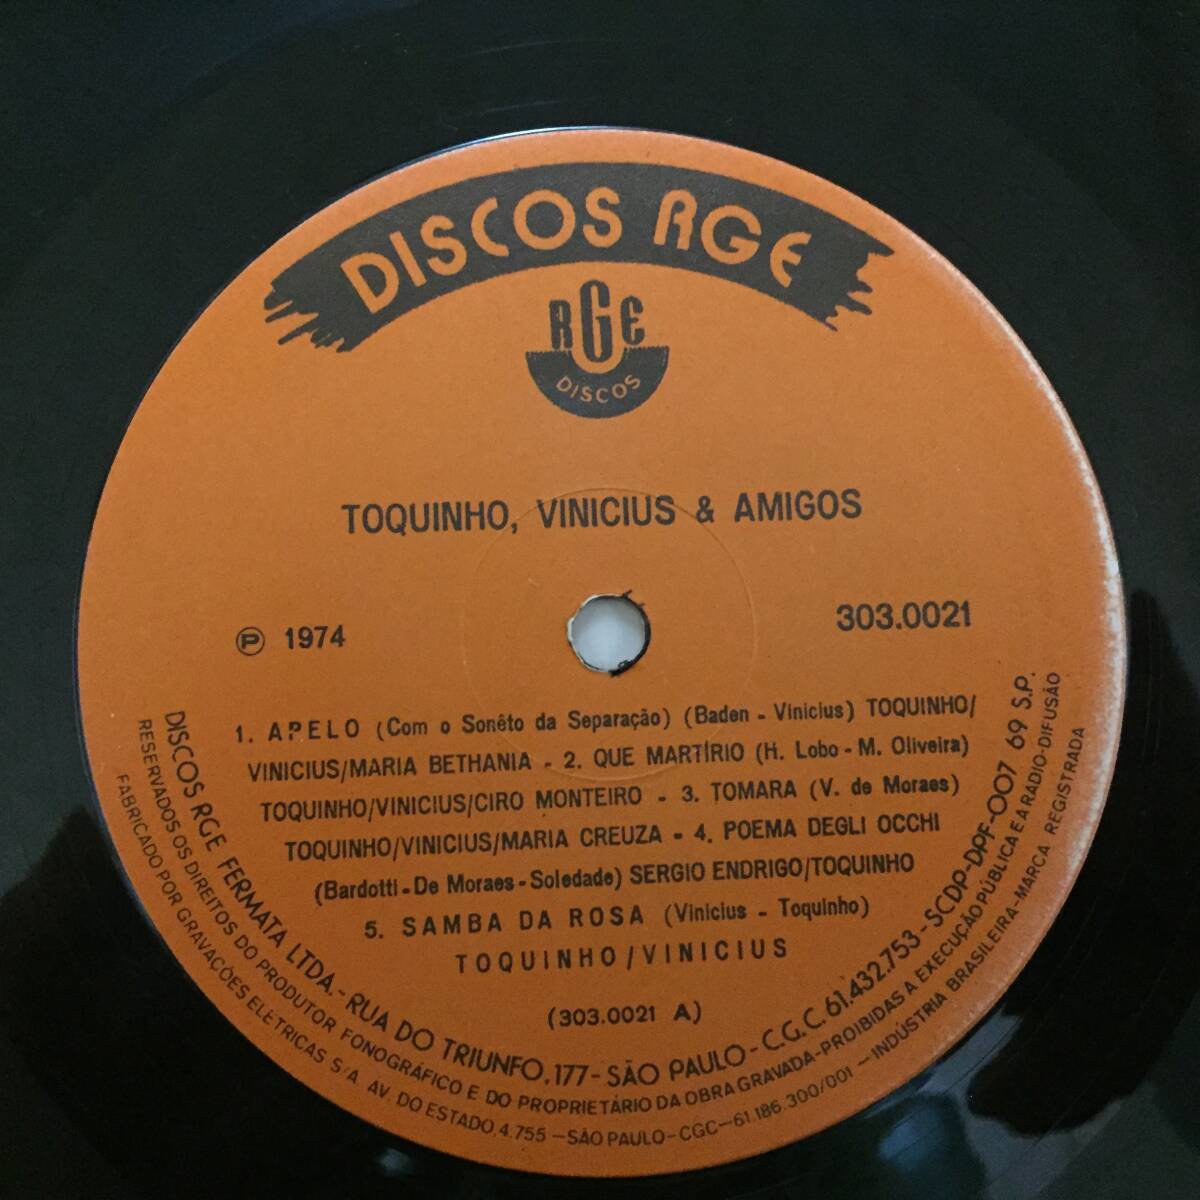 DISCOS RGE
RGE
DISCOS
TOQUINHO, VINICIUS & AMIGOS
℗ 1974
303.0021
1. APELO (Com o Sonêto da Separação) (Baden - Vinicius) TOQUINHO/
VINICIUS/MARIA BETHANIA - 2. QUE MARTÍRIO (H. Lobo - M. Oliveira)
TOQUINHO/VINICIUS/CIRO MONTEIRO - 3. TOMARA (V. de Moraes)
TOQUINHO/VINICIUS/MARIA CREUZA - 4. POEMA DEGLI OCCHI
(Bardotti - De Moraes - Soledade) SERGIO ENDRIGO/TOQUINHO
5. SAMBA DA ROSA (Vinicius - Toquinho)
TOQUINHO/VINICIUS
(303.0021 A)
DISCOS RGE FERMATA LTDA. - RUA DO TRIUNFO, 177 - SÃO PAULO - C.G.C. 61.432.753 - SCDP-DPF-007 69 S.P.
RESERVADOS OS DIREITOS DO PRODUTOR FONOGRÁFICO E DO PROPRIETÁRIO DA OBRA GRAVADA-PROIBIDAS A EXECUÇÃO PÚBLICA E A RADIO-DIFUSÃO
FABRICADO POR GRAVAÇÕES ELÉTRICAS S/A AV. DO ESTADO, 4.755 - SÃO PAULO - CGC - 61.186.300/001 - INDÚSTRIA BRASILEIRA - MARCA REGISTRADA